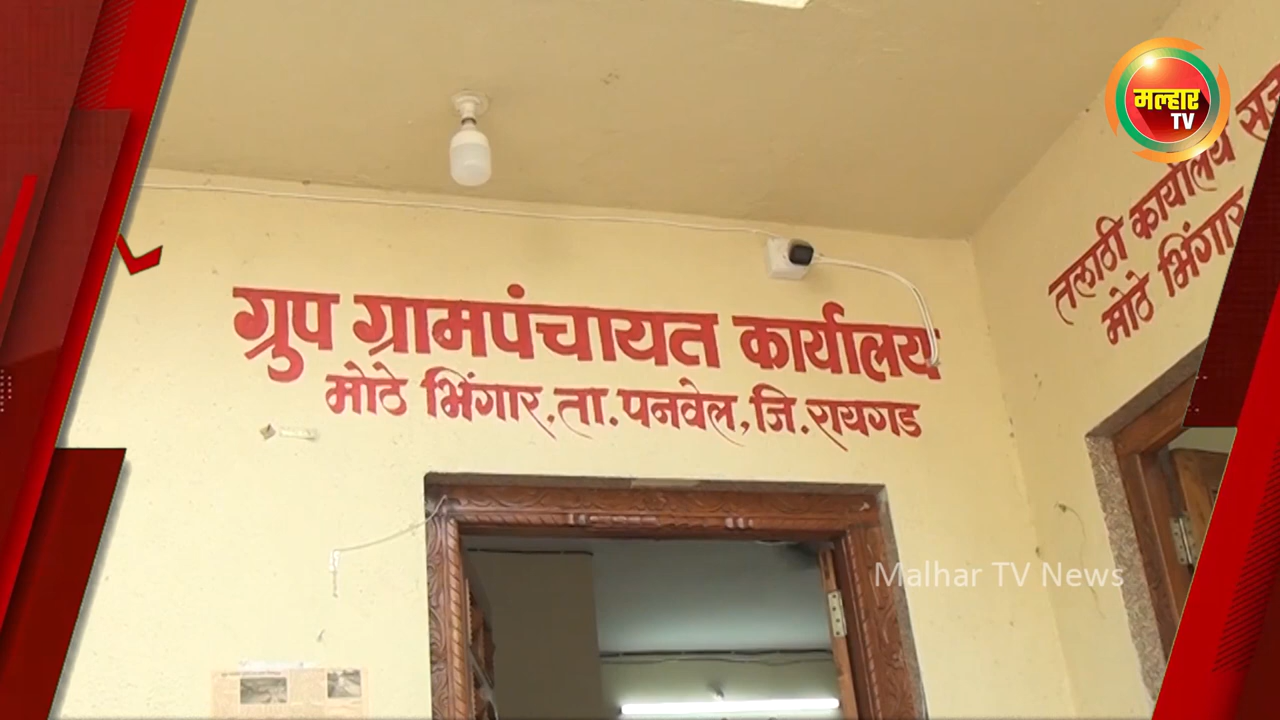 मल्हार
TV
ग्रुप ग्रामपंचायत कार्यालय
मोठे भिंगार, ता. पनवेल, जि. रायगड
तलाठी कार्यालय
मोठे भिंगार
Malhar TV News